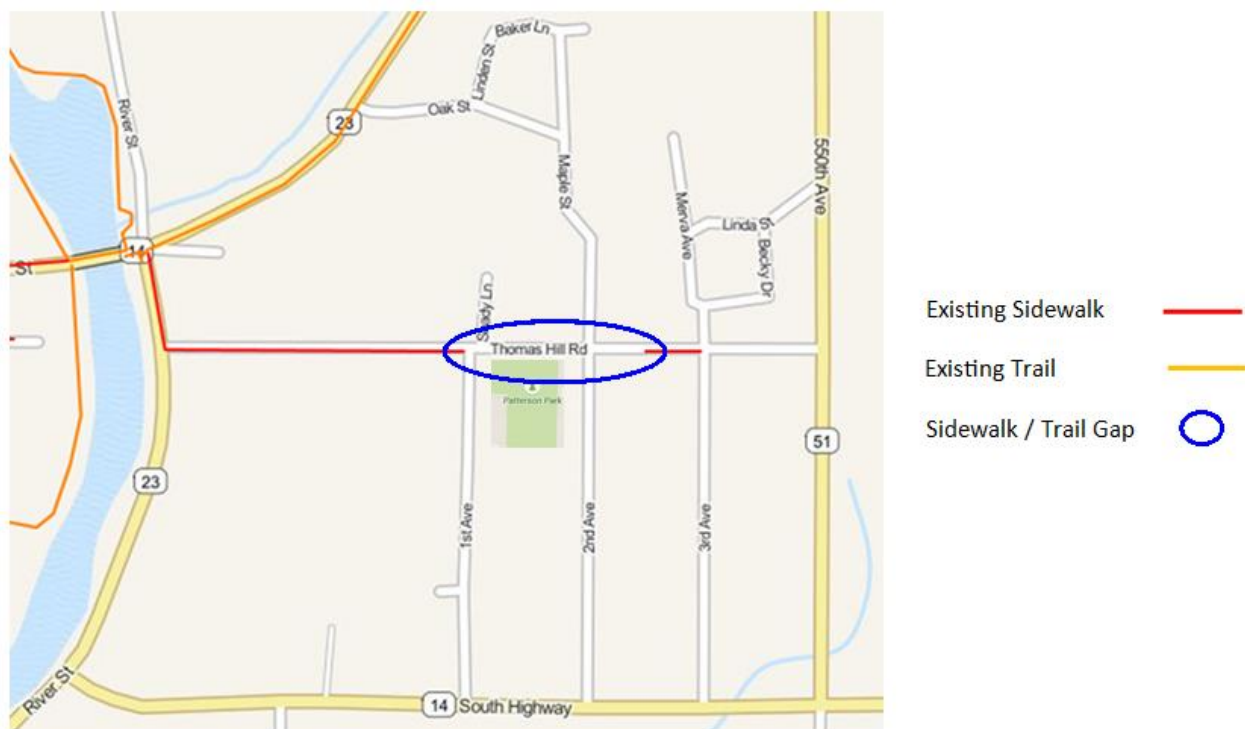 Baker Ln
Linden St
Oak St
River St
23
Maple St
550th Ave
Merva Ave
Linda St
Becky Dr
14
St
Shady Ln
Thomas Hill Rd
Patterson Park
Existing Sidewalk
Existing Trail
Sidewalk / Trail Gap
51
23
1st Ave
2nd Ave
3rd Ave
River St
14
South Highway